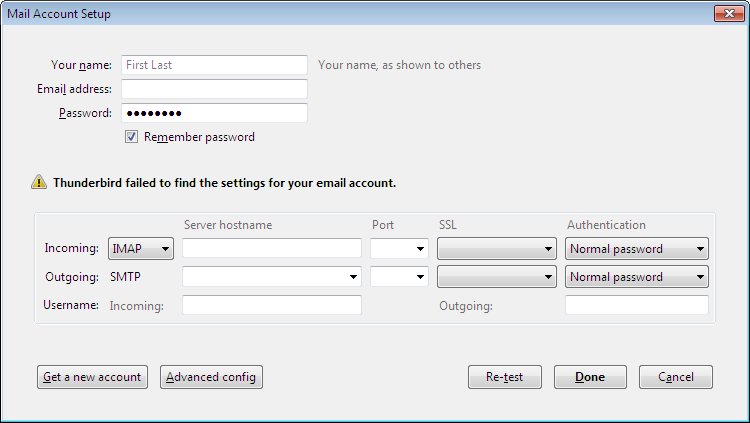 Mail Account Setup
Your name: First Last Your name, as shown to others
Email address:
Password: ●●●●●●●●
Remember password
Thunderbird failed to find the settings for your email account.
Server hostname Port SSL Authentication
Incoming: IMAP Normal password
Outgoing: SMTP Normal password
Username: Incoming: Outgoing:
Get a new account Advanced config Re-test Done Cancel